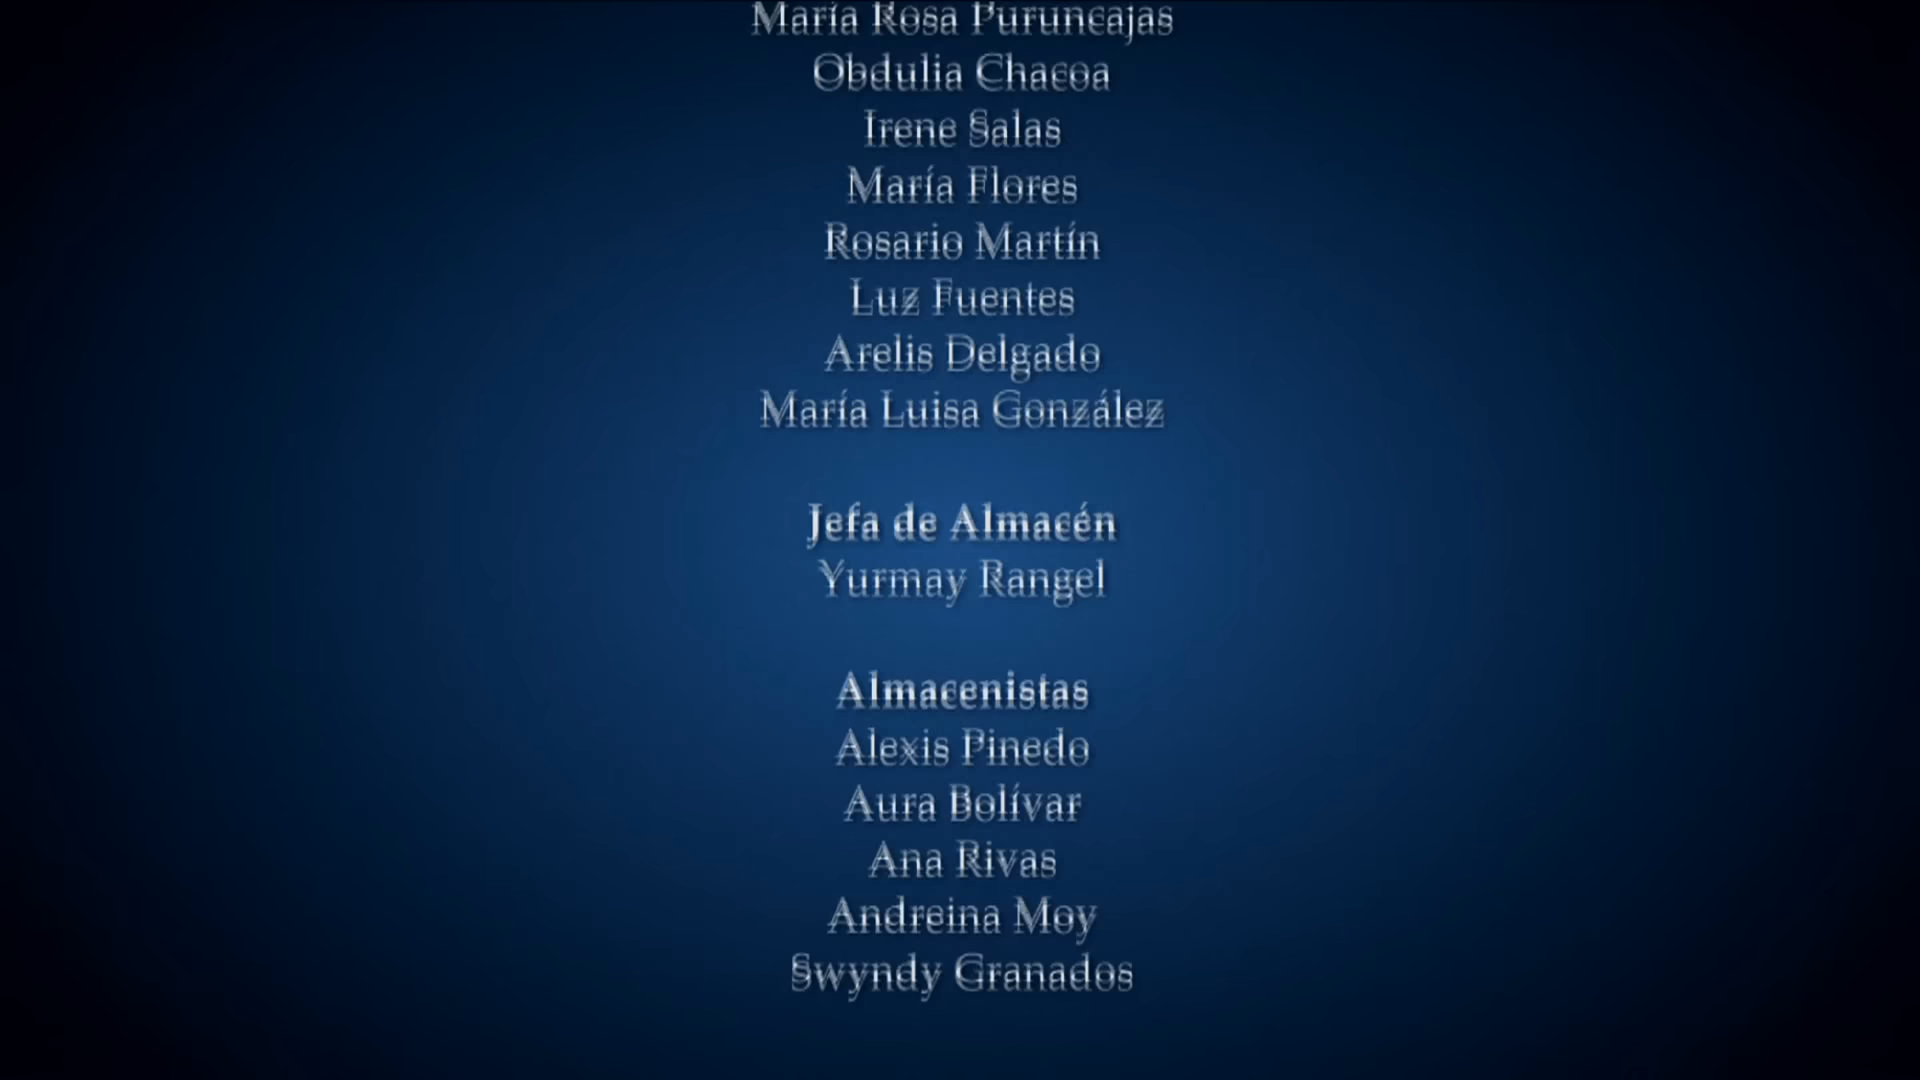 María Rosa Puruncajas
Obdulia Chacoa
Irene Salas
María Flores
Rosario Martín
Luz Fuentes
Arelis Delgado
María Luisa González
Jefa de Almacén
Yurmay Rangel
Almacenistas
Alexis Pinedo
Aura Bolívar
Ana Rivas
Andreina Moy
Swyndy Granados